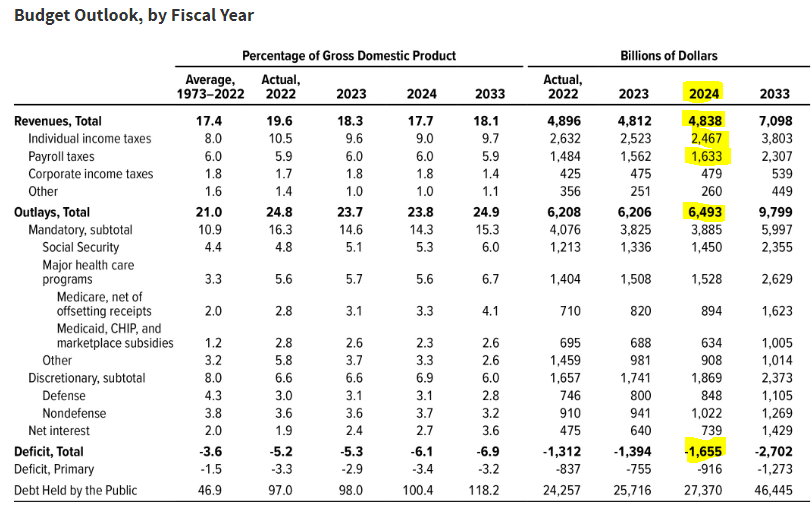 Budget Outlook, by Fiscal Year
Percentage of Gross Domestic Product Billions of Dollars
Average, Actual, Actual,
1973–2022 2022 2023 2024 2033 2022 2023 2024 2033
Revenues, Total 17.4 19.6 18.3 17.7 18.1 4,896 4,812 4,838 7,098
Individual income taxes 8.0 10.5 9.6 9.0 9.7 2,632 2,523 2,467 3,803
Payroll taxes 6.0 5.9 6.0 6.0 5.9 1,484 1,562 1,633 2,307
Corporate income taxes 1.8 1.7 1.8 1.8 1.4 425 475 479 539
Other 1.6 1.4 1.0 1.0 1.1 356 251 260 449
Outlays, Total 21.0 24.8 23.7 23.8 24.9 6,208 6,206 6,493 9,799
Mandatory, subtotal 10.9 16.3 14.6 14.3 15.3 4,076 3,825 3,885 5,997
Social Security 4.4 4.8 5.1 5.3 6.0 1,213 1,336 1,450 2,355
Major health care
programs 3.3 5.6 5.7 5.6 6.7 1,404 1,508 1,528 2,629
Medicare, net of
offsetting receipts 2.0 2.8 3.1 3.3 4.1 710 820 894 1,623
Medicaid, CHIP, and
marketplace subsidies 1.2 2.8 2.6 2.3 2.6 695 688 634 1,005
Other 3.2 5.8 3.7 3.3 2.6 1,459 981 908 1,014
Discretionary, subtotal 8.0 6.6 6.6 6.9 6.0 1,657 1,741 1,869 2,373
Defense 4.3 3.0 3.1 3.1 2.8 746 800 848 1,105
Nondefense 3.8 3.6 3.6 3.7 3.2 910 941 1,022 1,269
Net interest 2.0 1.9 2.4 2.7 3.6 475 640 739 1,429
Deficit, Total -3.6 -5.2 -5.3 -6.1 -6.9 -1,312 -1,394 -1,655 -2,702
Deficit, Primary -1.5 -3.3 -2.9 -3.4 -3.2 -837 -755 -916 -1,273
Debt Held by the Public 46.9 97.0 98.0 100.4 118.2 24,257 25,716 27,370 46,445